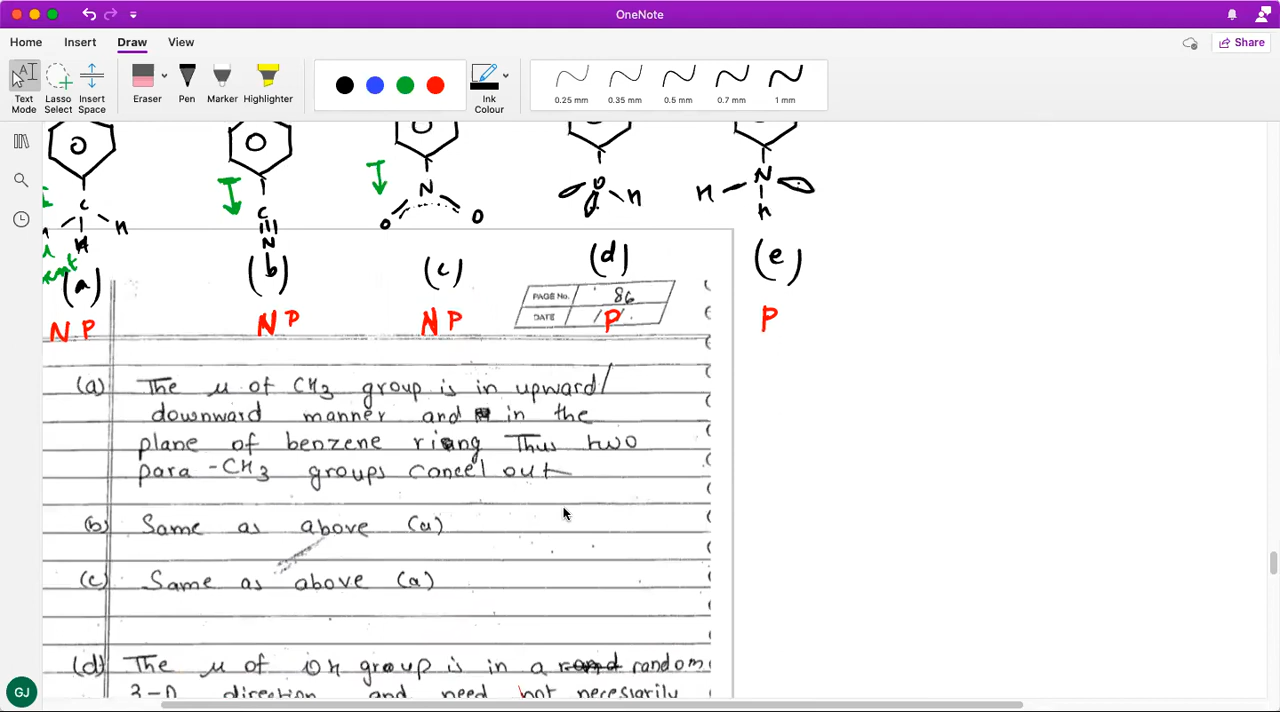 OneNote
Home Insert Draw View
Share
Text Mode
Lasso Select
Insert Space
Eraser
Pen
Marker
Highlighter
Ink Colour
0.25 mm
0.35 mm
0.5 mm
0.7 mm
1 mm
C H H
C N
N O O
O H
H N H
(a) (b) (c) (d) (e)
PAGE No. 86
DATE
NP NP NP P P
(a) The μ of CH3 group is in upward/
downward manner and in the
plane of benzene ring Thus two
para -CH3 groups cancel out
(b) Same as above (a)
(c) Same as above (a)
(d) The μ of OH group is in a random
3-D direction and need not necessarily
GJ